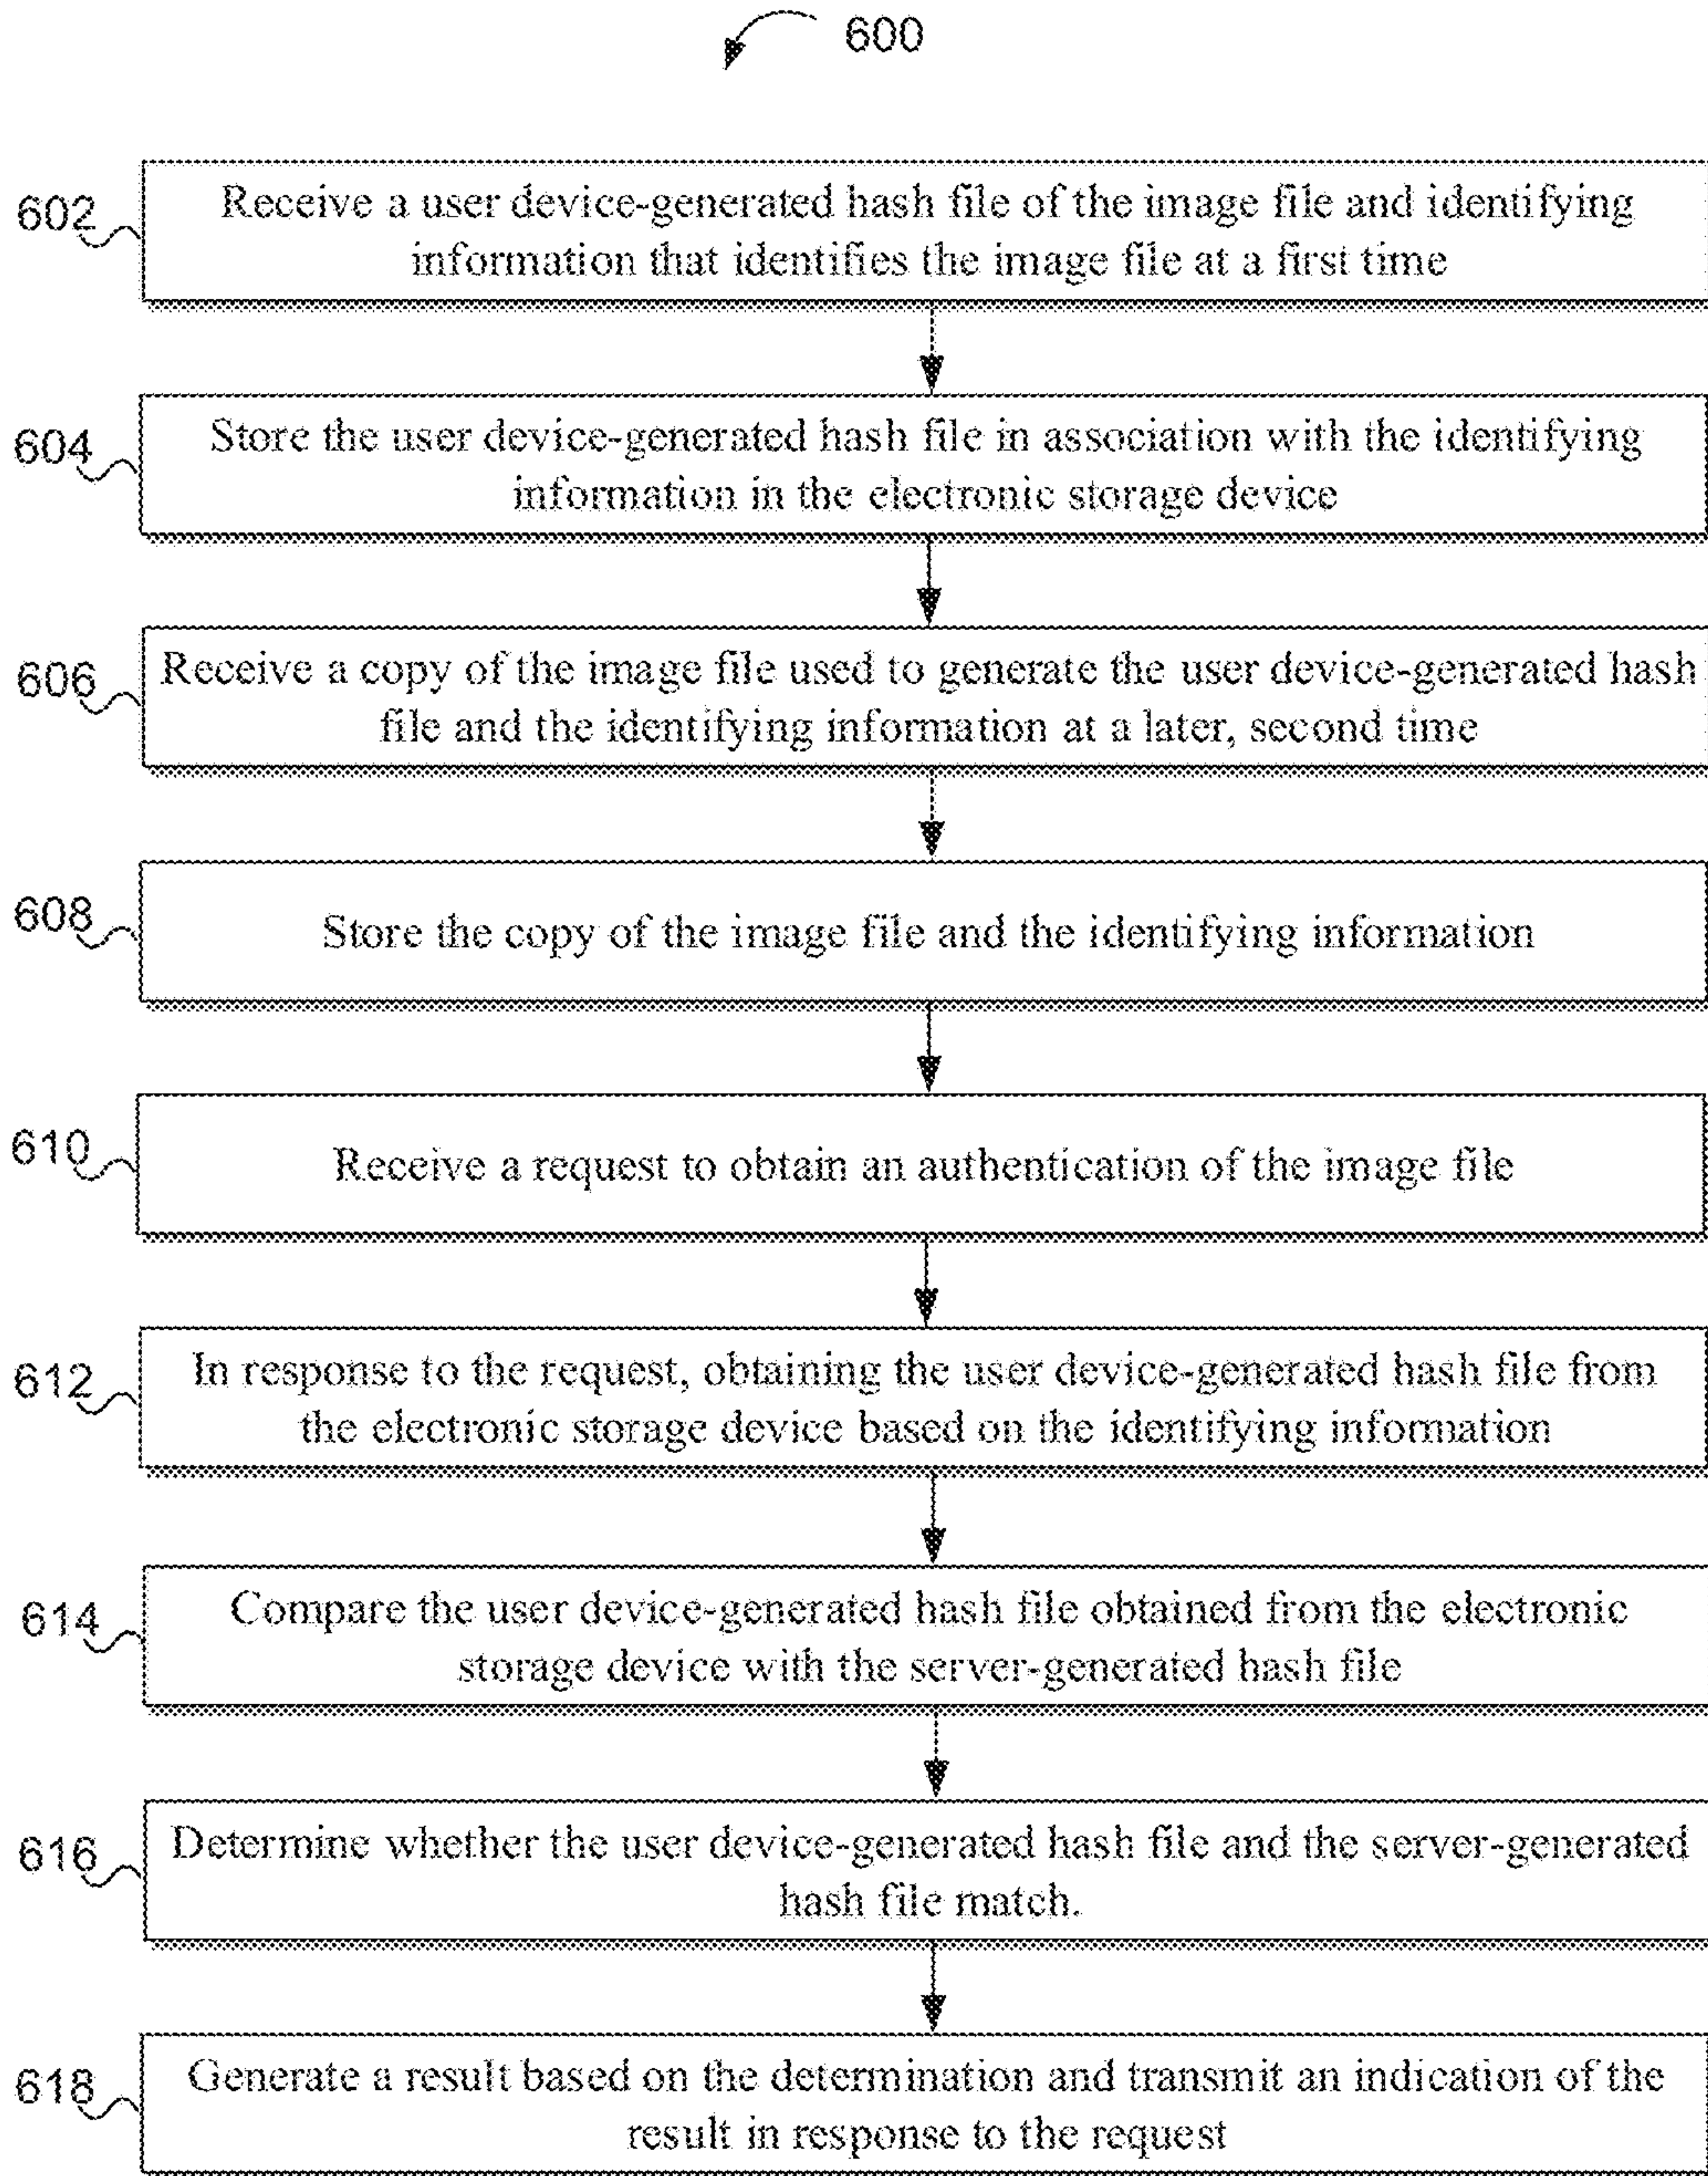 600
602
Receive a user device-generated hash file of the image file and identifying
information that identifies the image file at a first time
604
Store the user device-generated hash file in association with the identifying
information in the electronic storage device
606
Receive a copy of the image file used to generate the user device-generated hash
file and the identifying information at a later, second time
608
Store the copy of the image file and the identifying information
610
Receive a request to obtain an authentication of the image file
612
In response to the request, obtaining the user device-generated hash file from
the electronic storage device based on the identifying information
614
Compare the user device-generated hash file obtained from the electronic
storage device with the server-generated hash file
616
Determine whether the user device-generated hash file and the server-generated
hash file match.
618
Generate a result based on the determination and transmit an indication of the
result in response to the request